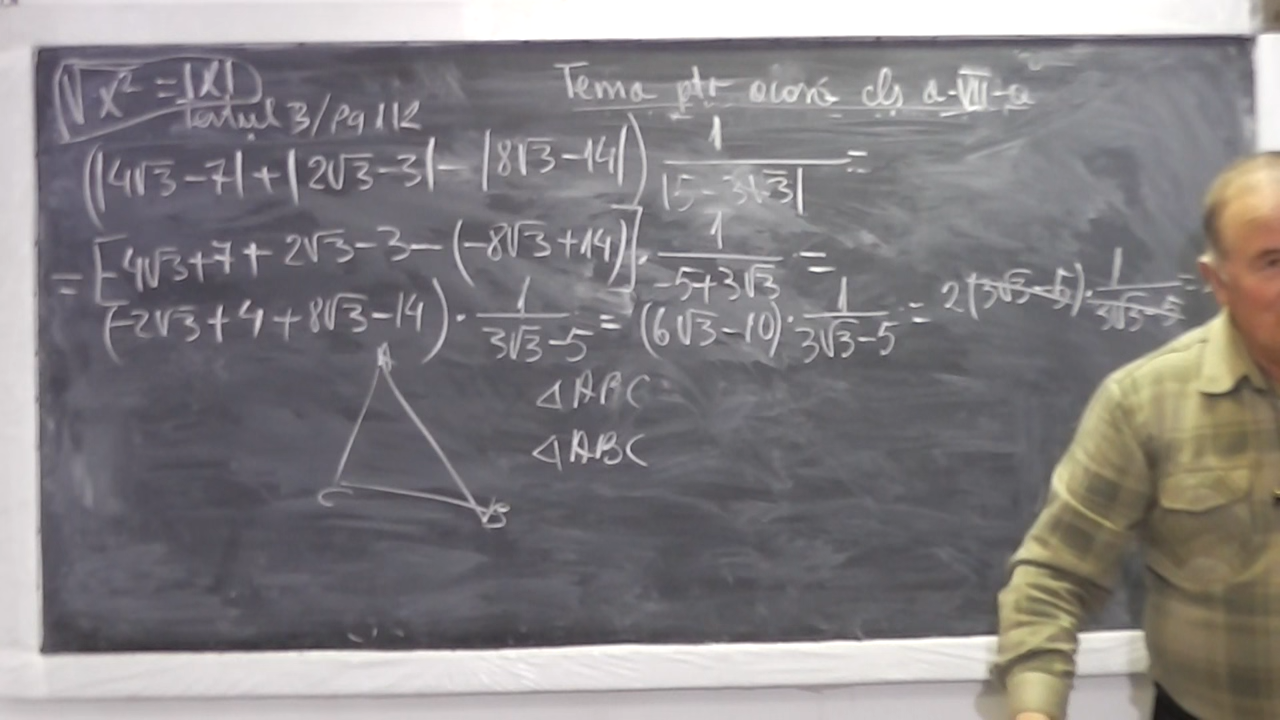 √x² = |x|
Tema ptr acasă cls a-VII-a
Testul 3/pg 112
(|4√3-7| + |2√3-3| - |8√3-14|) 1/|5-3√3| =
= [-4√3+7+2√3-3-(-8√3+14)] · 1/(-5+3√3) =
(-2√3+4+8√3-14) · 1/(3√3-5) = (6√3-10) · 1/(3√3-5) = 2(3√3-5) · 1/(3√3-5) =
A
C
B
∢ABC
∢ABC